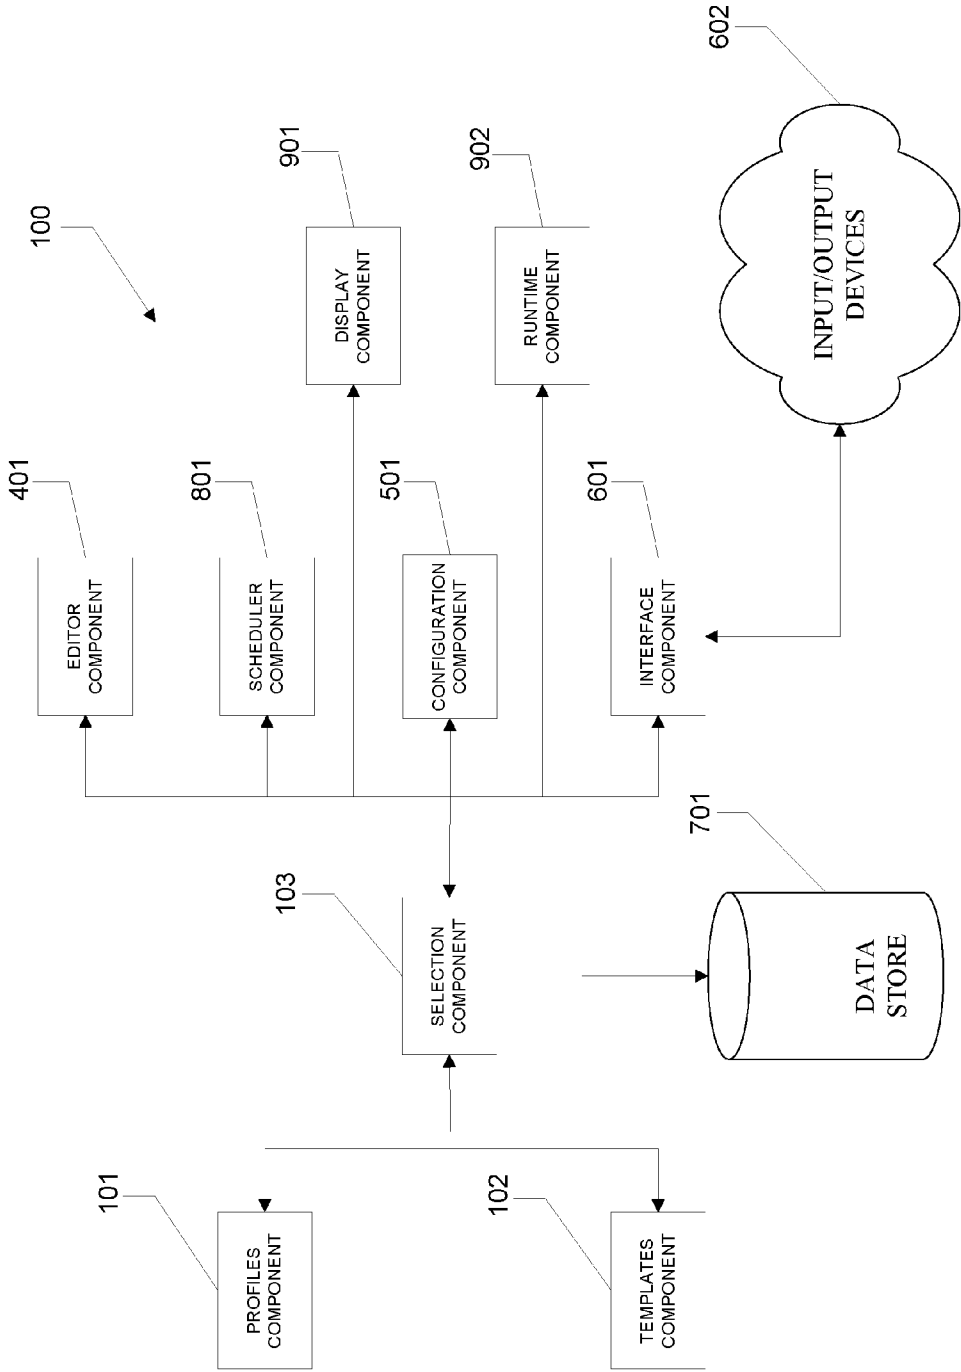 100
401
EDITOR
COMPONENT
801
SCHEDULER
COMPONENT
901
DISPLAY
COMPONENT
101
PROFILES
COMPONENT
103
SELECTION
COMPONENT
501
CONFIGURATION
COMPONENT
902
RUNTIME
COMPONENT
102
TEMPLATES
COMPONENT
601
INTERFACE
COMPONENT
701
DATA
STORE
602
INPUT/OUTPUT
DEVICES